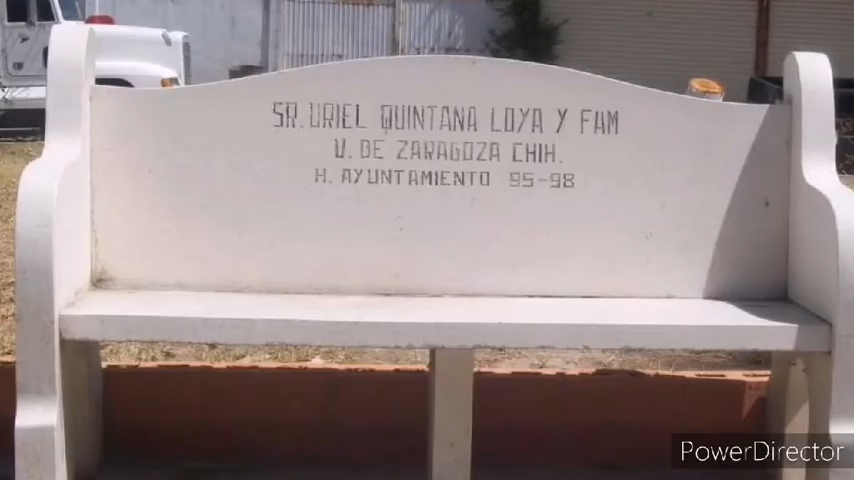 SR. URIEL QUINTANA LOYA Y FAM
V. DE ZARAGOZA CHIH.
H. AYUNTAMIENTO 95-98
PowerDirector